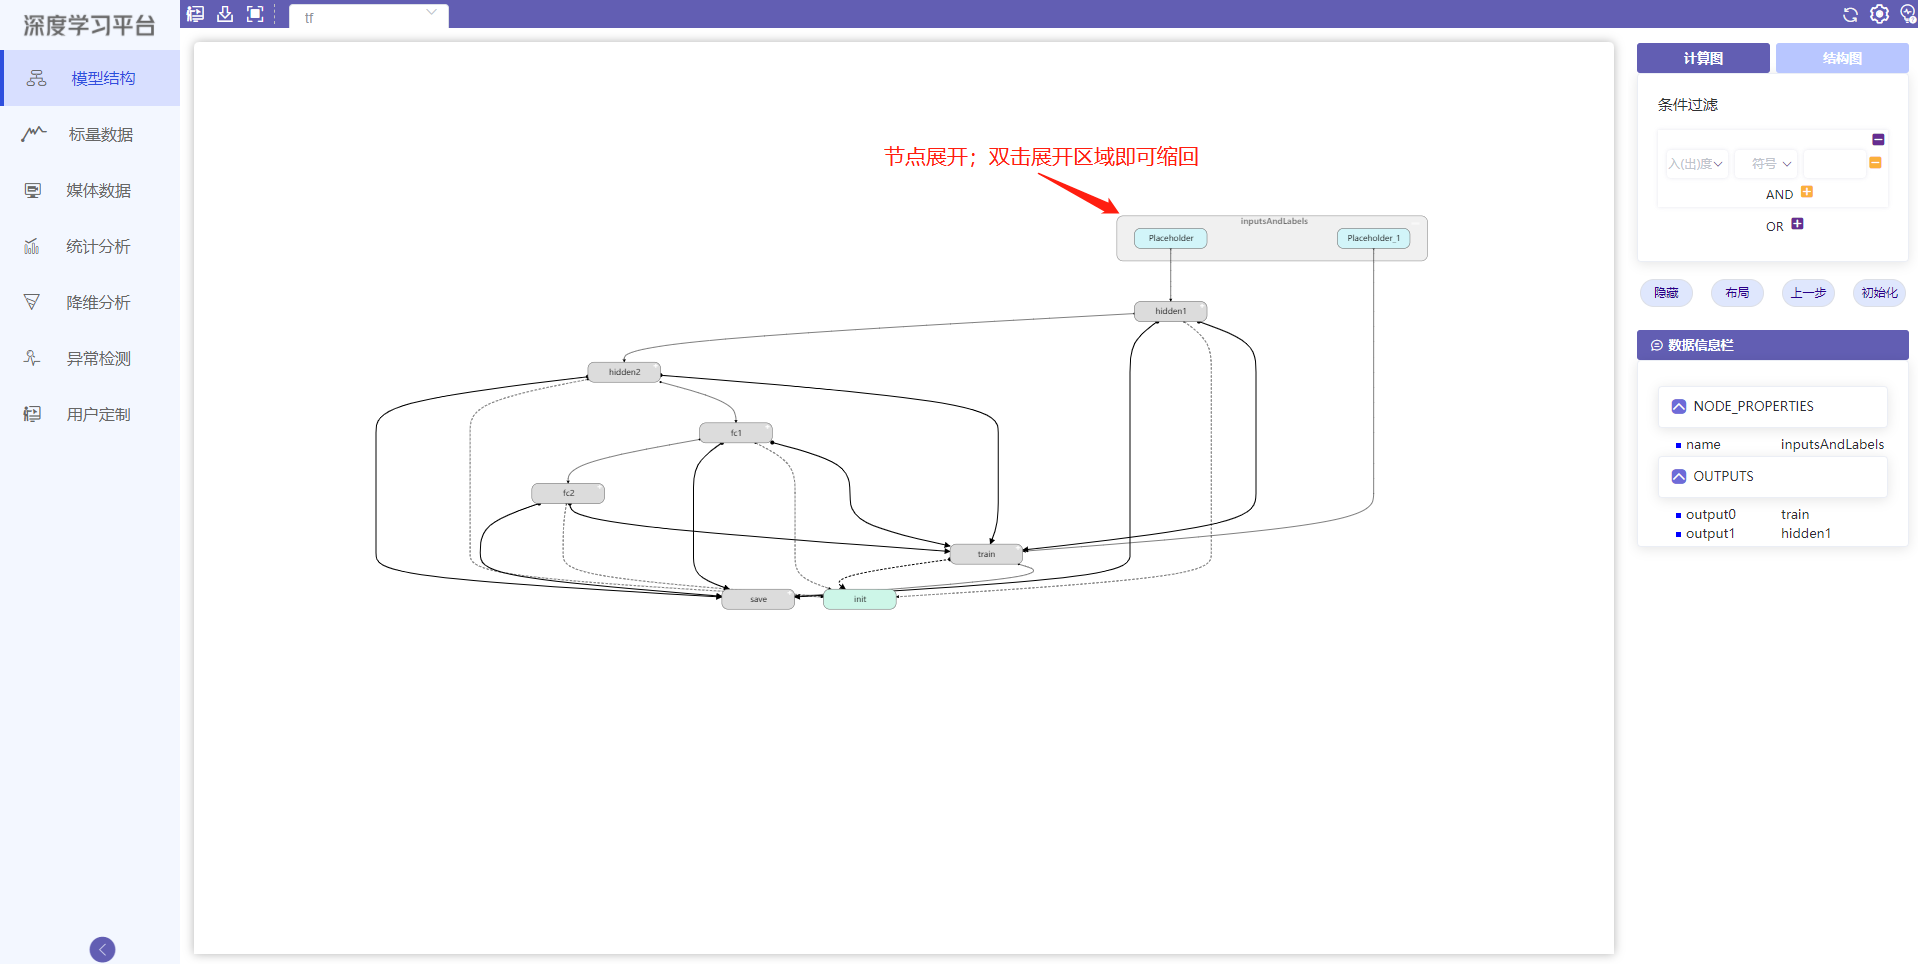 深度学习平台
tf
模型结构
标量数据
媒体数据
统计分析
降维分析
异常检测
用户定制
节点展开；双击展开区域即可缩回
inputsAndLabels
Placeholder
Placeholder_1
hidden1
hidden2
fc1
fc2
train
save
init
计算图
结构图
条件过滤
入(出)度
符号
AND
OR
隐藏
布局
上一步
初始化
数据信息栏
NODE_PROPERTIES
name inputsAndLabels
OUTPUTS
output0 train
output1 hidden1